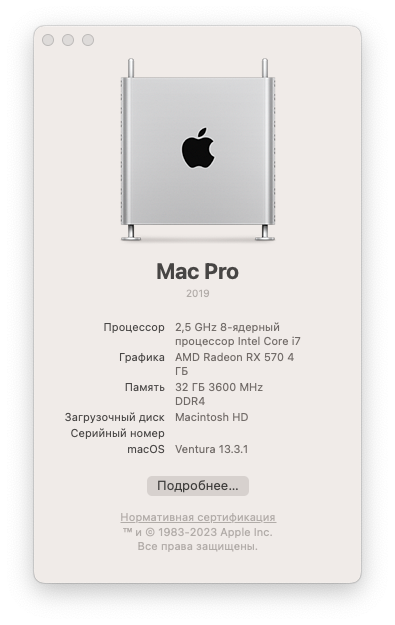 Mac Pro
2019
Процессор 2,5 GHz 8-ядерный
процессор Intel Core i7
Графика AMD Radeon RX 570 4
ГБ
Память 32 ГБ 3600 MHz
DDR4
Загрузочный диск Macintosh HD
Серийный номер
macOS Ventura 13.3.1
Подробнее...
Нормативная сертификация
™ и © 1983-2023 Apple Inc.
Все права защищены.